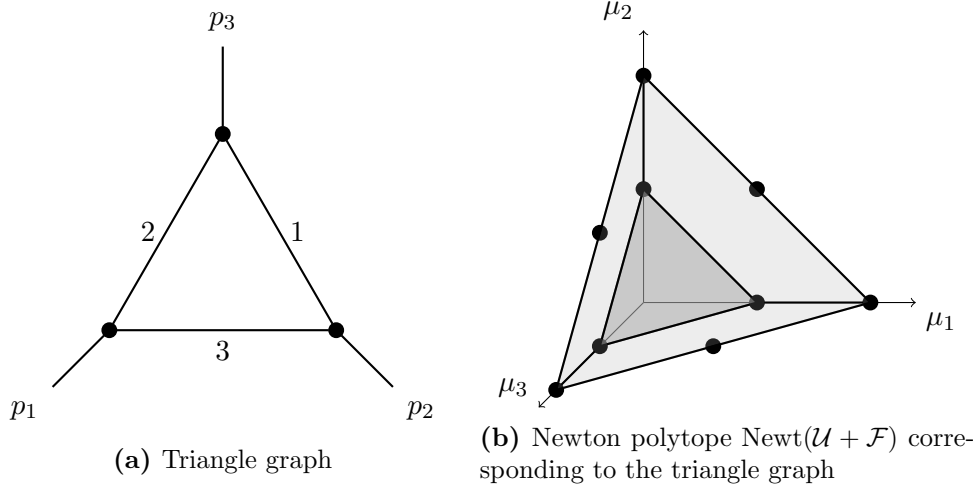 p₃
2
1
3
p₁
p₂
(a) Triangle graph
μ₂
μ₁
μ₃
(b) Newton polytope Newt(𝒰 + ℱ) corre-
sponding to the triangle graph